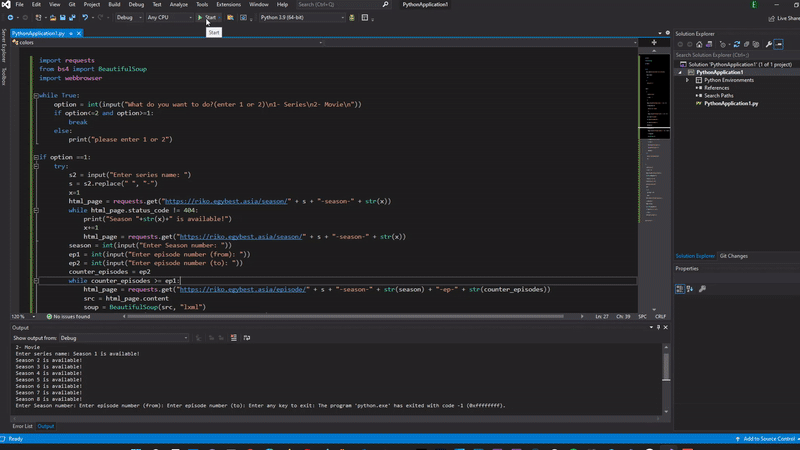 File Edit View Git Project Build Debug Test Analyze Tools Extensions Window Help Search (Ctrl+Q) PythonApplication1
Debug Any CPU Start Python 3.9 (64-bit) Live Share
Start
PythonApplication1.py
colors
Server Explorer
Toolbox
import requests
from bs4 import BeautifulSoup
import webbrowser
while True:
option = int(input("What do you want to do?(enter 1 or 2)\n1- Series\n2- Movie\n"))
if option<=2 and option>=1:
break
else:
print("please enter 1 or 2")
if option ==1:
try:
s2 = input("Enter series name: ")
s = s2.replace(" ", "-")
x=1
html_page = requests.get("https://riko.egybest.asia/season/" + s + "-season-" + str(x))
while html_page.status_code != 404:
print("Season "+str(x)+" is available!")
x+=1
html_page = requests.get("https://riko.egybest.asia/season/" + s + "-season-" + str(x))
season = int(input("Enter Season number: "))
ep1 = int(input("Enter episode number (from): "))
ep2 = int(input("Enter episode number (to): "))
counter_episodes = ep2
while counter_episodes >= ep1:
html_page = requests.get("https://riko.egybest.asia/episode/" + s + "-season-" + str(season) + "-ep-" + str(counter_episodes))
src = html_page.content
soup = BeautifulSoup(src, "lxml")
120 % No issues found Ln: 27 Ch: 39 SPC CRLF
Output
Show output from: Debug
2- Movie
Enter series name: Season 1 is available!
Season 2 is available!
Season 3 is available!
Season 4 is available!
Season 5 is available!
Season 6 is available!
Season 7 is available!
Season 8 is available!
Enter Season number: Enter episode number (from): Enter episode number (to): Enter any key to exit: The program 'python.exe' has exited with code -1 (0xffffffff).
Error List Output
Ready Add to Source Control
Solution Explorer
Search Solution Explorer (Ctrl+;)
Solution 'PythonApplication1' (1 of 1 project)
PythonApplication1
Python Environments
References
Search Paths
PythonApplication1.py
Solution Explorer Git Changes
Properties